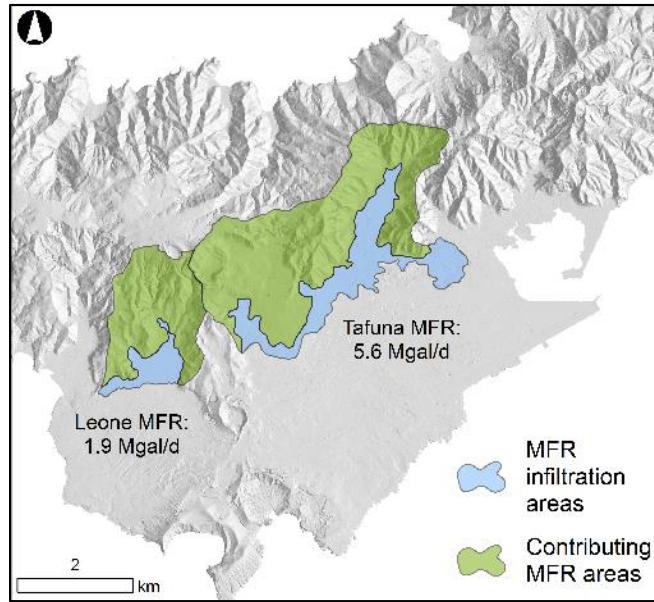 Tafuna MFR:
5.6 Mgal/d
Leone MFR:
1.9 Mgal/d
MFR
infiltration
areas
Contributing
MFR areas
2
km